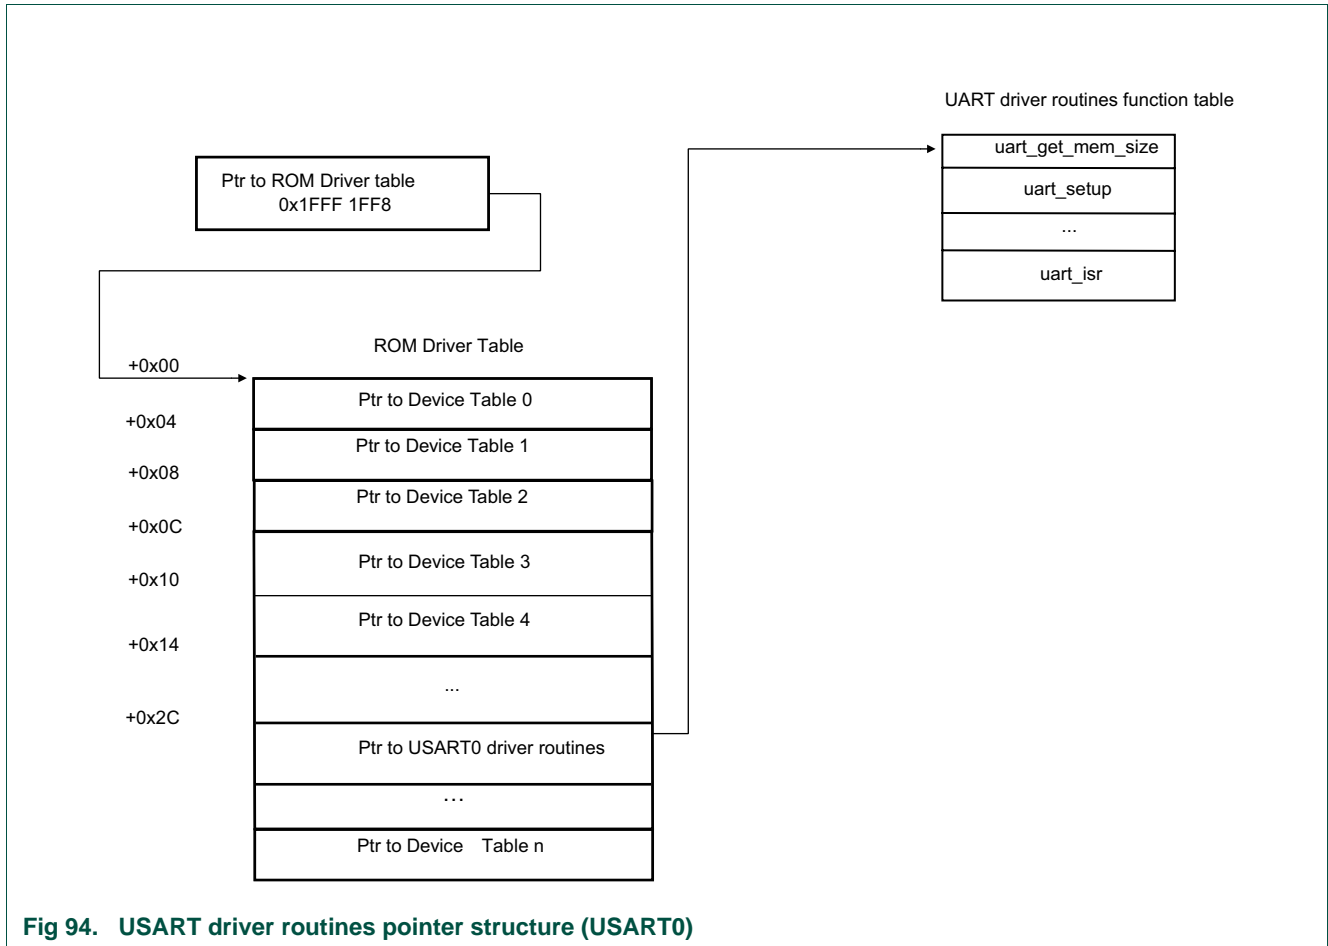 UART driver routines function table
uart_get_mem_size
uart_setup
...
uart_isr
Ptr to ROM Driver table
0x1FFF 1FF8
ROM Driver Table
+0x00
Ptr to Device Table 0
+0x04
Ptr to Device Table 1
+0x08
Ptr to Device Table 2
+0x0C
Ptr to Device Table 3
+0x10
Ptr to Device Table 4
+0x14
...
+0x2C
Ptr to USART0 driver routines
...
Ptr to Device Table n
Fig 94. USART driver routines pointer structure (USART0)